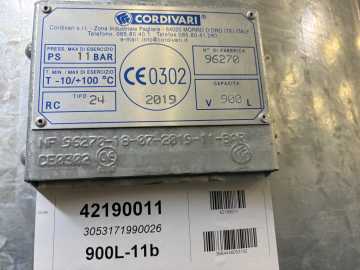 CORDIVARI
Cordivari s.r.l. - Zona Industriale Pagliare - 64020 MORRO D'ORO (TE) ITALY
PRESS. MAX DI ESERCIZIO
PS 11 BAR
T. MIN. / MAX DI ESERCIZIO
T -10/+100 °C
RC 24
CE 0302
2019
N° DI FABBRICA
96270
CAPACITÀ
V 900 L
NF 96270-18-07-2019-11-BAR
CE0302
42190011
3053171990026
900L-11b
42190011